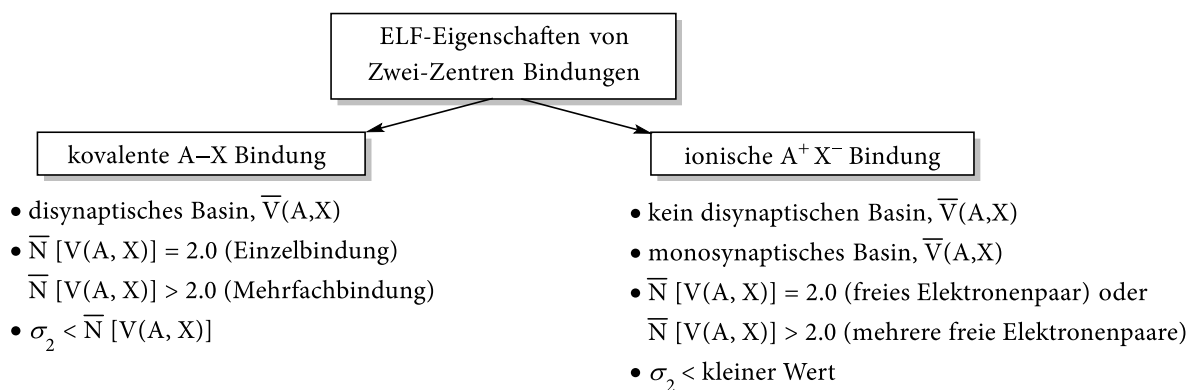 ELF-Eigenschaften von
Zwei-Zentren Bindungen
kovalente A–X Bindung
• disynaptisches Basin, V̅(A,X)
• N̅ [V(A, X)] = 2.0 (Einzelbindung)
N̅ [V(A, X)] > 2.0 (Mehrfachbindung)
• σ₂ < N̅ [V(A, X)]
ionische A⁺ X⁻ Bindung
• kein disynaptischen Basin, V̅(A,X)
• monosynaptisches Basin, V̅(A,X)
• N̅ [V(A, X)] = 2.0 (freies Elektronenpaar) oder
N̅ [V(A, X)] > 2.0 (mehrere freie Elektronenpaare)
• σ₂ < kleiner Wert